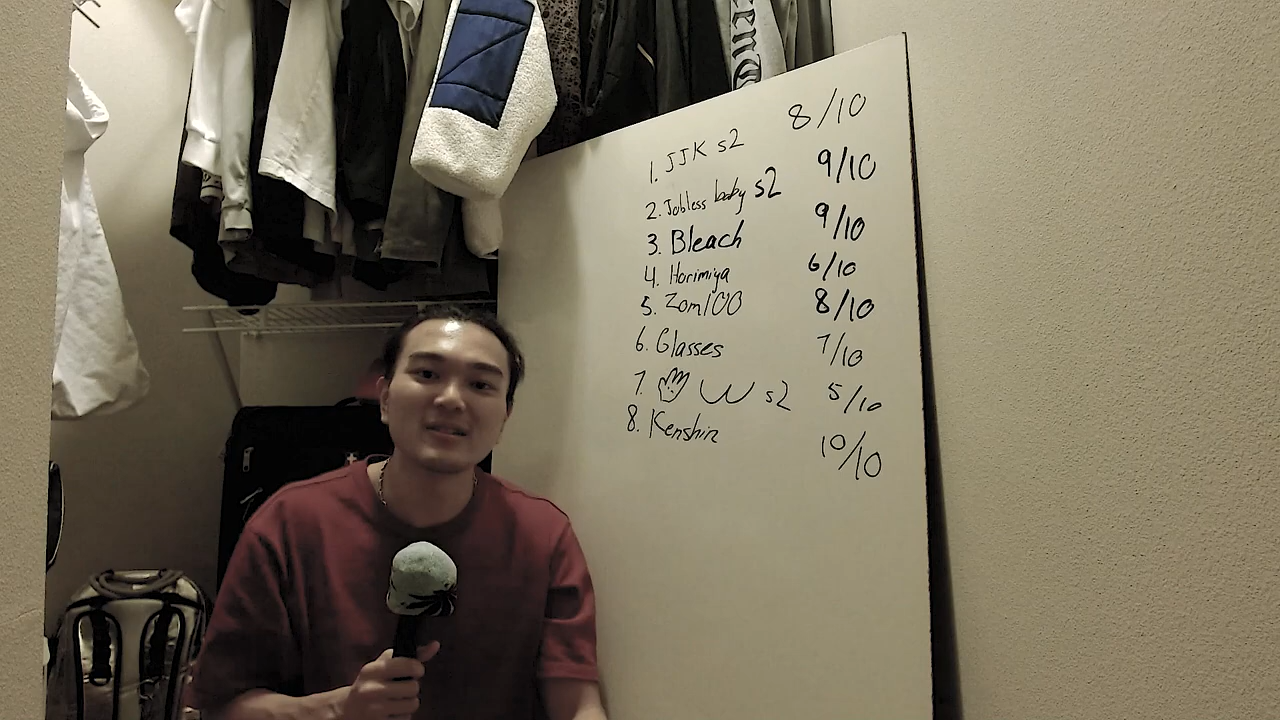 1. JJK s2 8/10
2. Jobless baby s2 9/10
3. Bleach 9/10
4. Horimiya 6/10
5. Zom100 8/10
6. Glasses 7/10
7. W s2 5/10
8. Kenshin 10/10